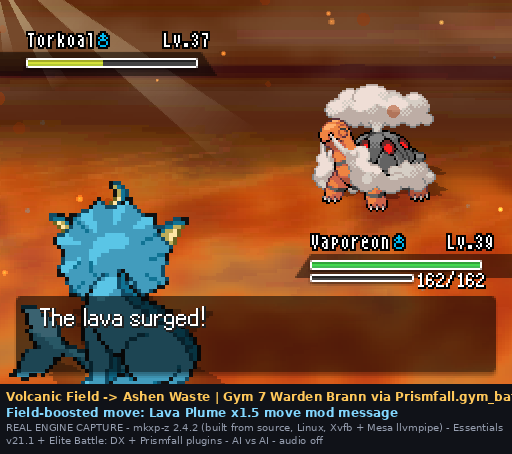 Torkoal♂ Lv.37
Vaporeon♂ Lv.39
162/162
The lava surged!
Volcanic Field -> Ashen Waste | Gym 7 Warden Brann via Prismfall.gym_ba
Field-boosted move: Lava Plume x1.5 move mod message
REAL ENGINE CAPTURE - mkxp-z 2.4.2 (built from source, Linux, Xvfb + Mesa llvmpipe) - Essentials
v21.1 + Elite Battle: DX + Prismfall plugins - AI vs AI - audio off